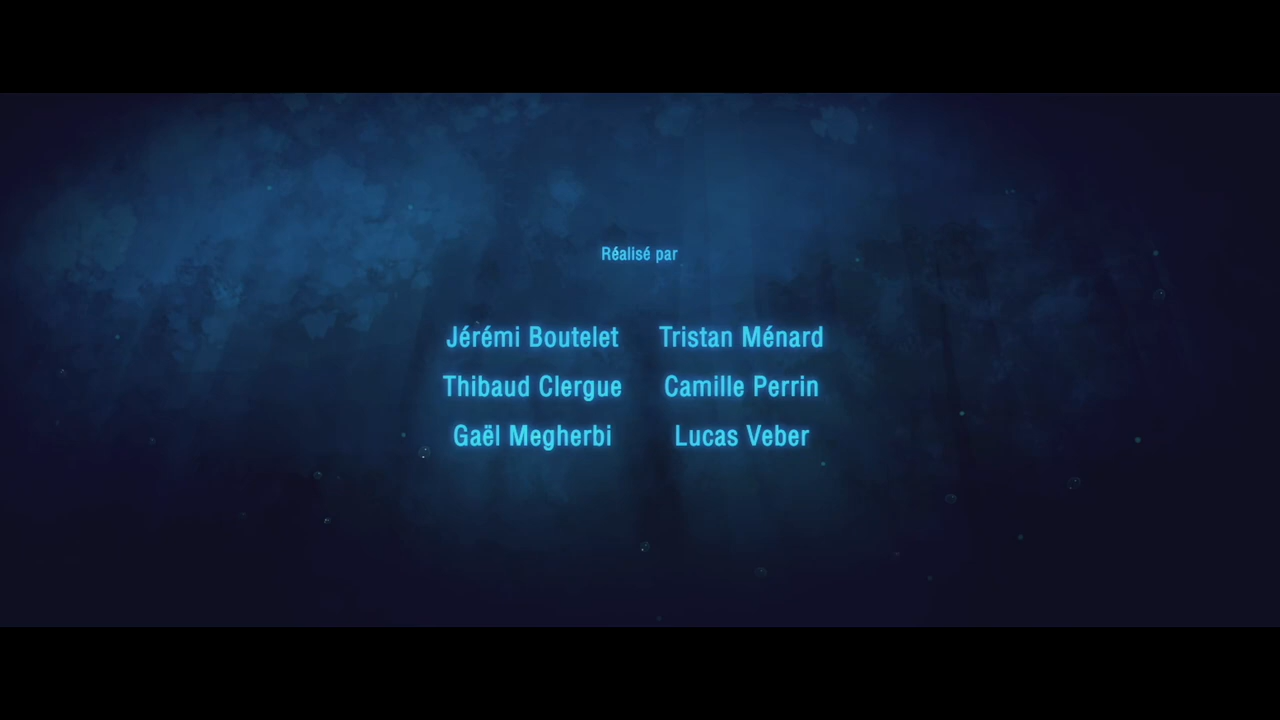 Réalisé par
Jérémi Boutelet Tristan Ménard
Thibaud Clergue Camille Perrin
Gaël Megherbi Lucas Veber